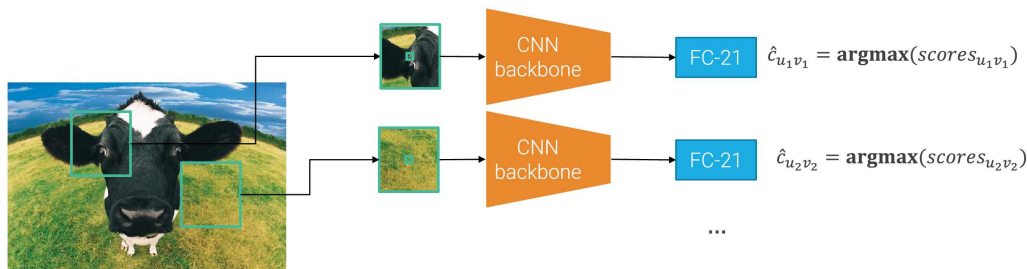 CNN
backbone
FC-21
ĉ_{u₁v₁} = argmax(scores_{u₁v₁})
CNN
backbone
FC-21
ĉ_{u₂v₂} = argmax(scores_{u₂v₂})
...